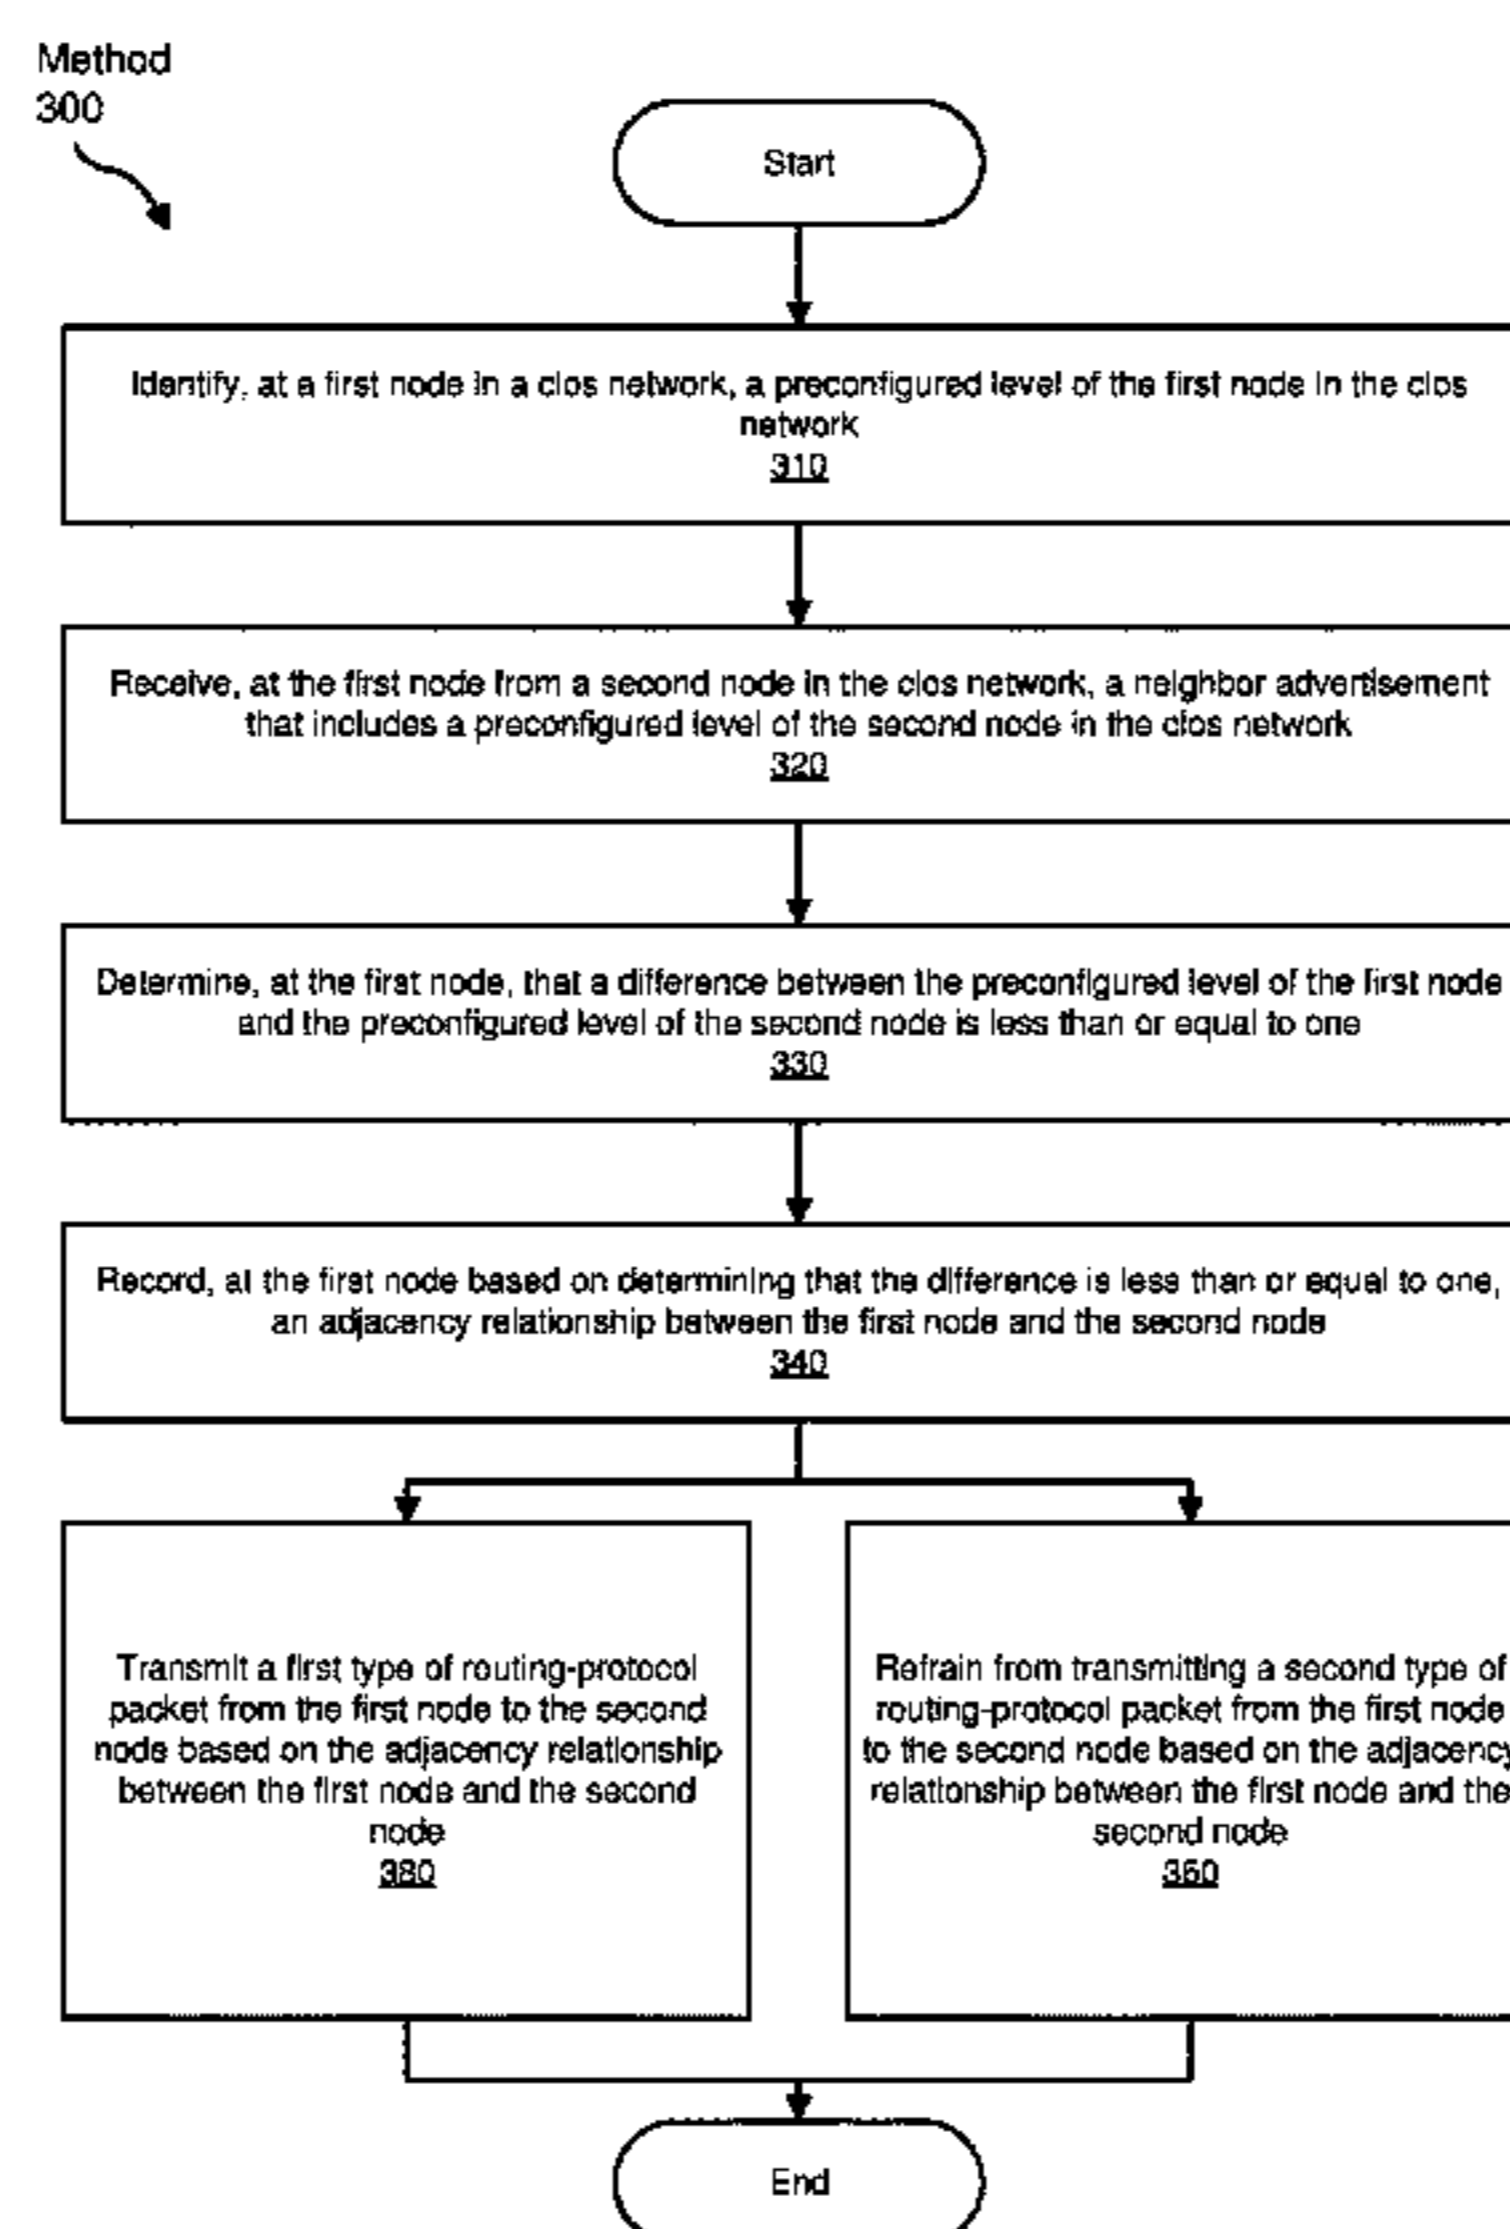 Method
300
Start
Identify, at a first node in a clos network, a preconfigured level of the first node in the clos
network
310
Receive, at the first node from a second node in the clos network, a neighbor advertisement
that includes a preconfigured level of the second node in the clos network
320
Determine, at the first node, that a difference between the preconfigured level of the first node
and the preconfigured level of the second node is less than or equal to one
330
Record, at the first node based on determining that the difference is less than or equal to one,
an adjacency relationship between the first node and the second node
340
Transmit a first type of routing-protocol
packet from the first node to the second
node based on the adjacency relationship
between the first node and the second
node
380
Refrain from transmitting a second type of
routing-protocol packet from the first node
to the second node based on the adjacency
relationship between the first node and the
second node
360
End